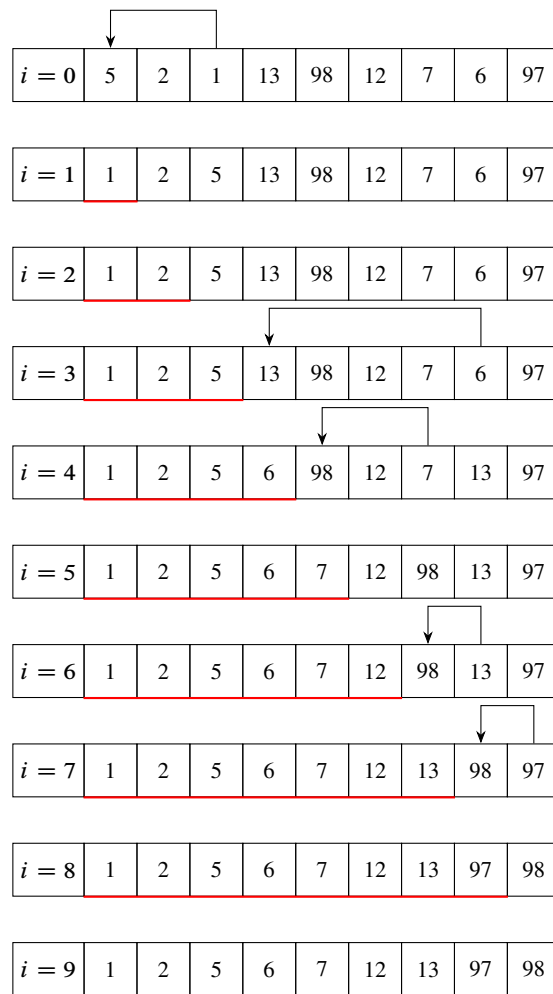 i = 0 5 2 1 13 98 12 7 6 97
i = 1 1 2 5 13 98 12 7 6 97
i = 2 1 2 5 13 98 12 7 6 97
i = 3 1 2 5 13 98 12 7 6 97
i = 4 1 2 5 6 98 12 7 13 97
i = 5 1 2 5 6 7 12 98 13 97
i = 6 1 2 5 6 7 12 98 13 97
i = 7 1 2 5 6 7 12 13 98 97
i = 8 1 2 5 6 7 12 13 97 98
i = 9 1 2 5 6 7 12 13 97 98